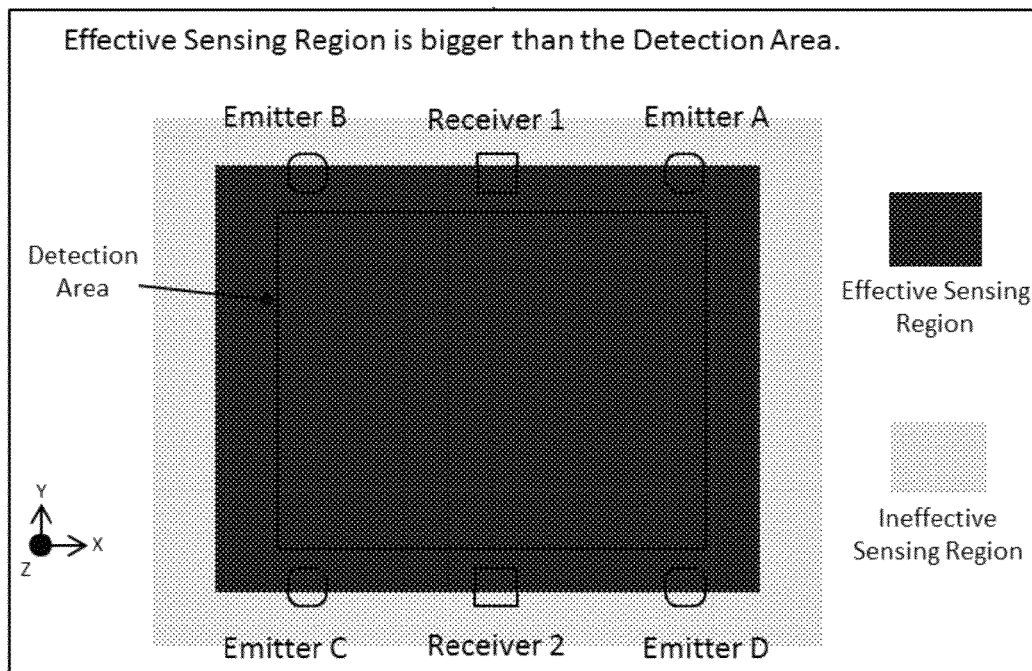 Effective Sensing Region is bigger than the Detection Area.
Emitter B
Receiver 1
Emitter A
Detection
Area
Effective Sensing
Region
Y
X
Z
Ineffective
Sensing Region
Emitter C
Receiver 2
Emitter D